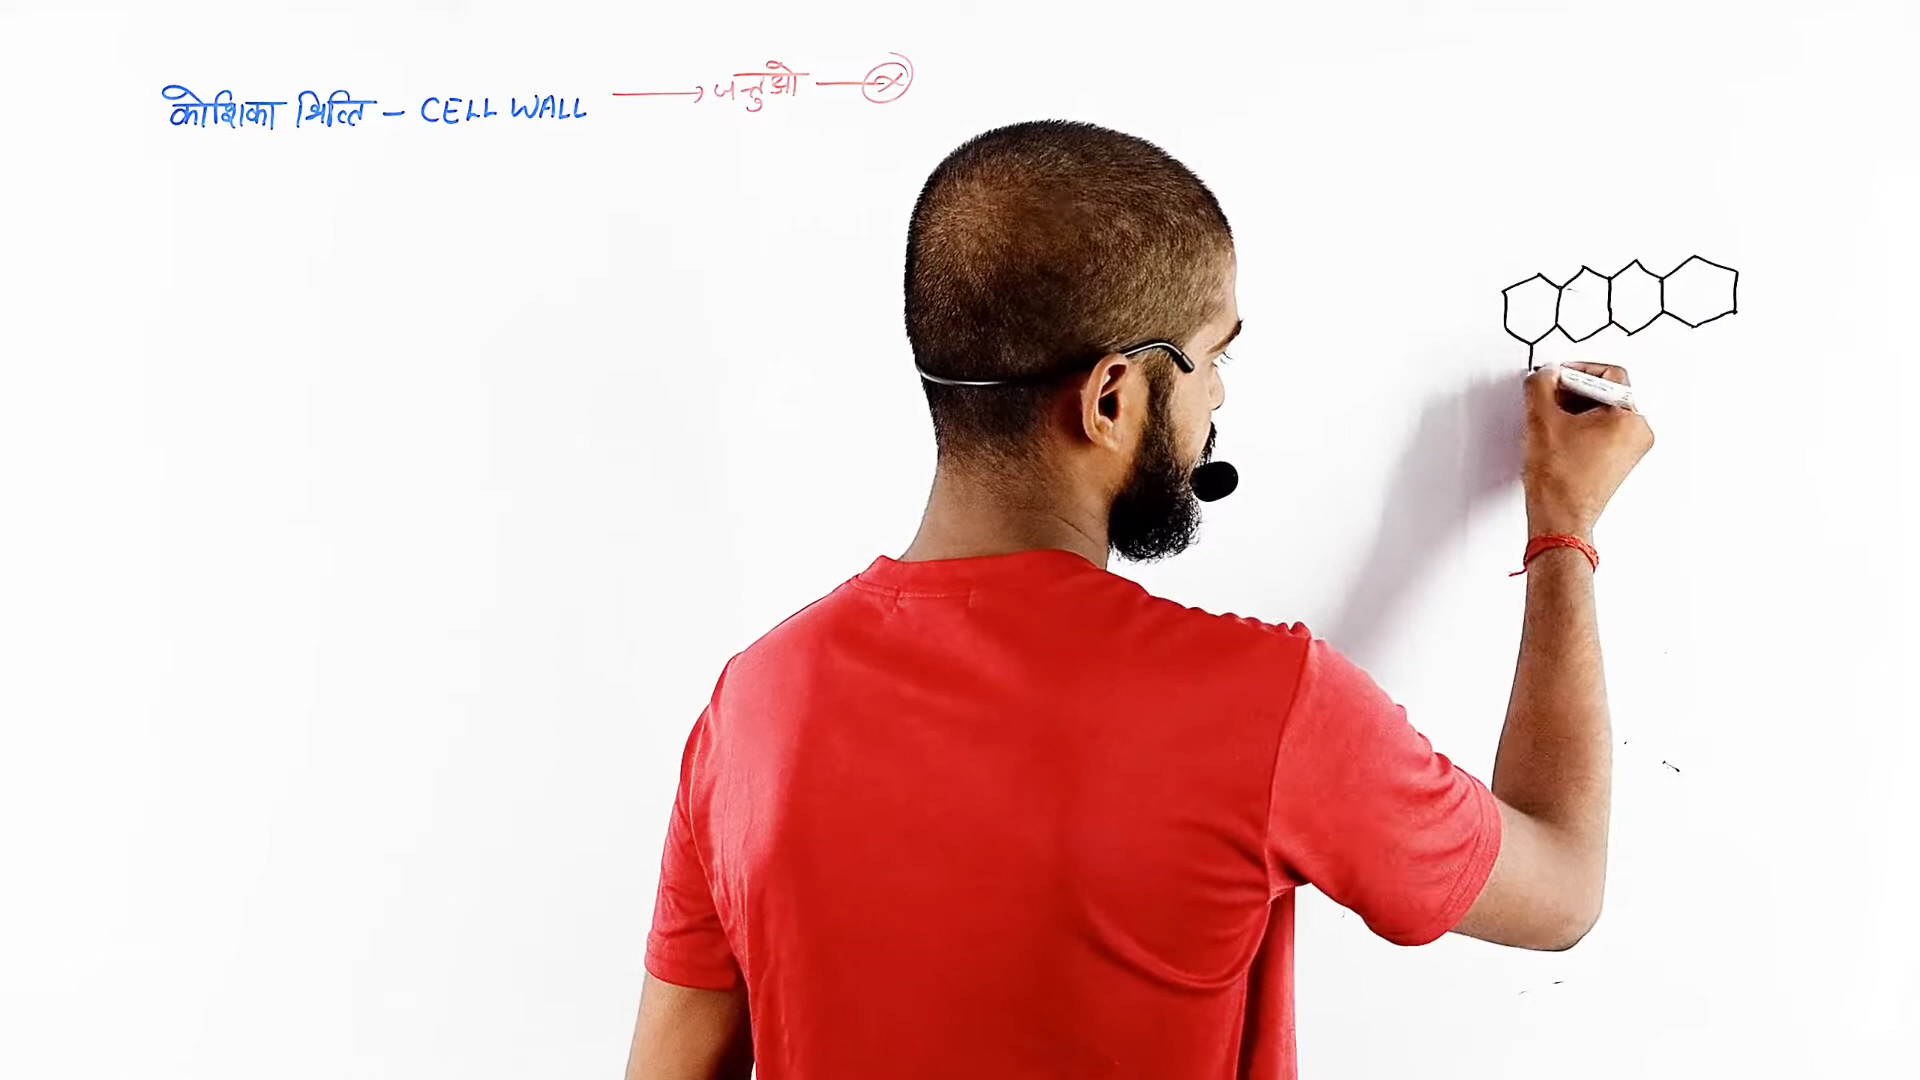 कोशिका भित्ति – CELL WALL → जन्तुओ – ×